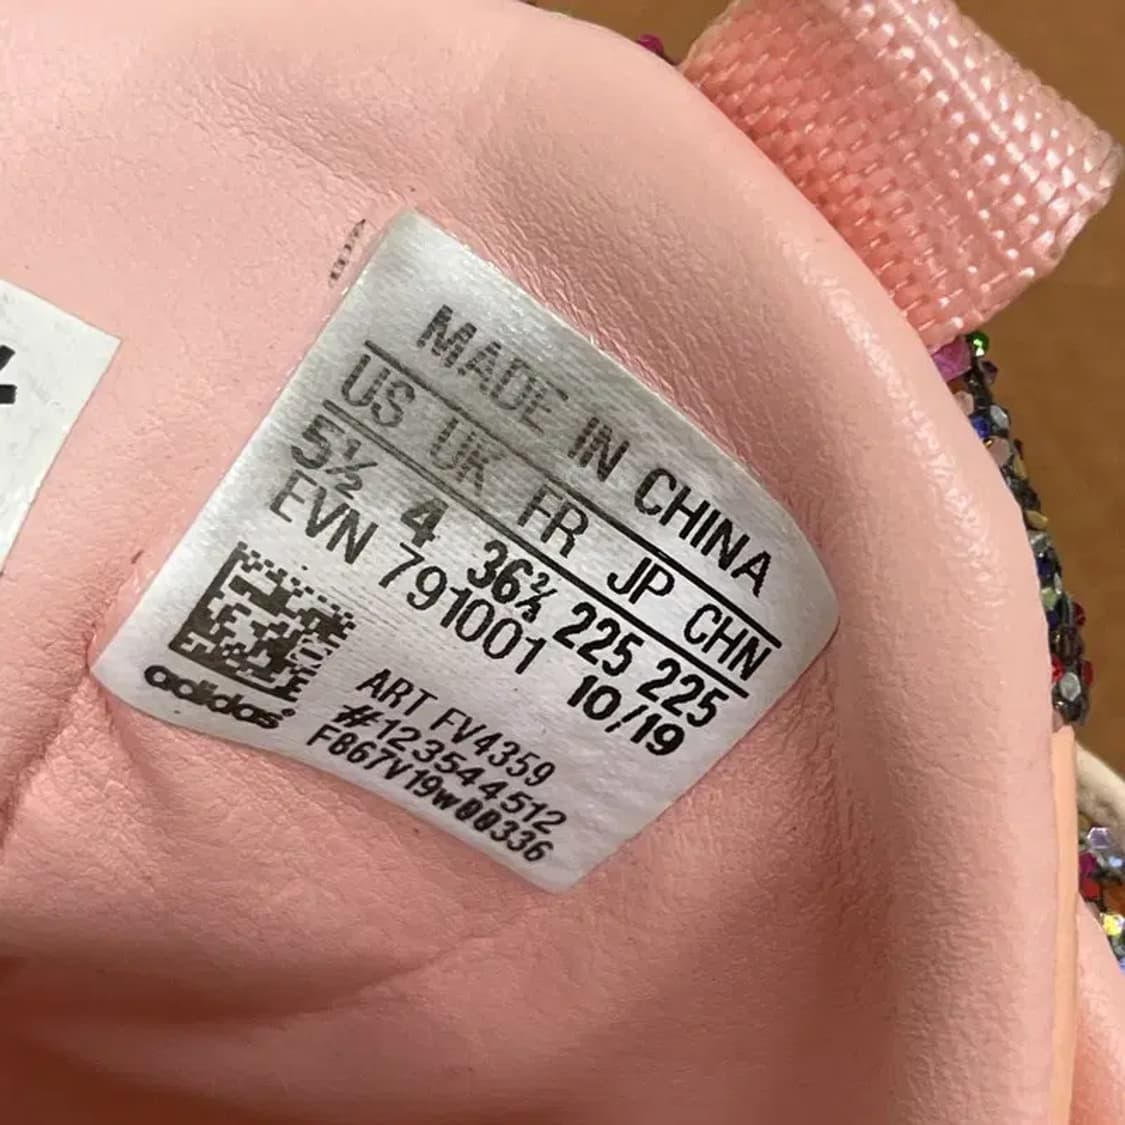 MADE IN CHINA
US UK FR JP CHN
5½ 4 36⅔ 225 225
EVN 791001 10/19
ART FV4359
#123544512
F867V19w00336
adidas